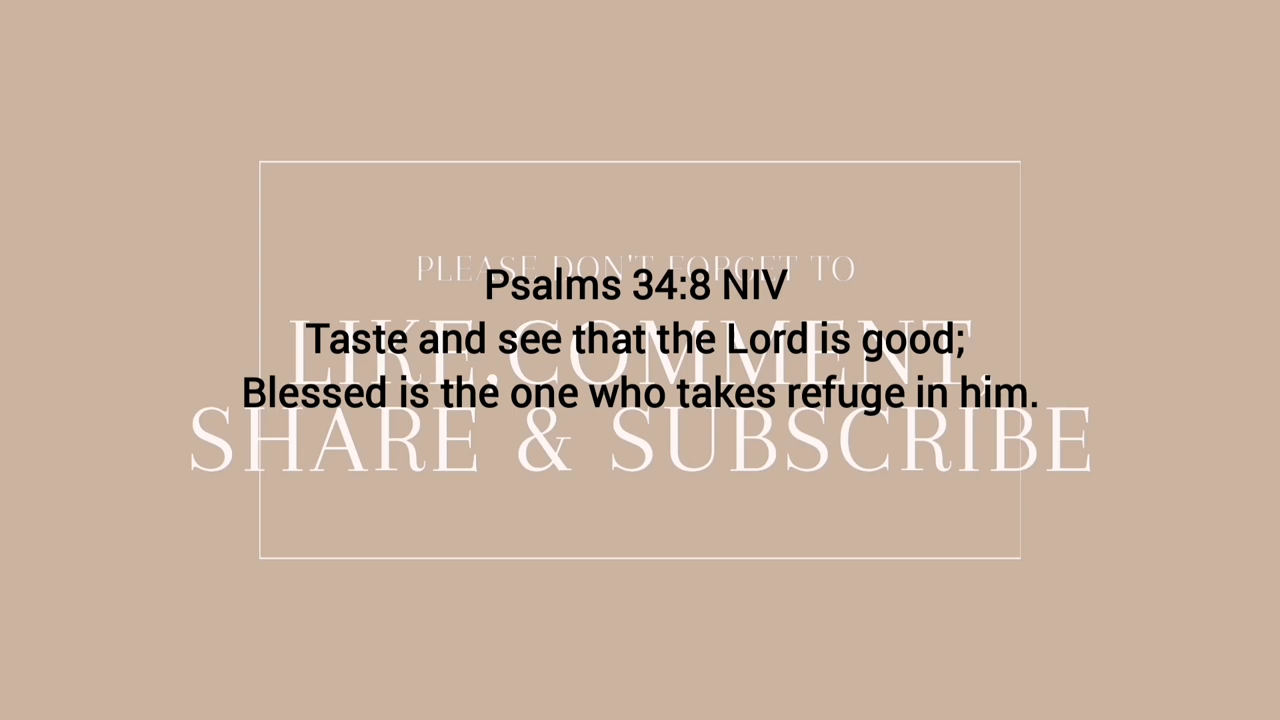 PLEASE DON'T FORGET TO
Psalms 34:8 NIV
LIKE,COMMENT,
Taste and see that the Lord is good;
Blessed is the one who takes refuge in him.
SHARE & SUBSCRIBE